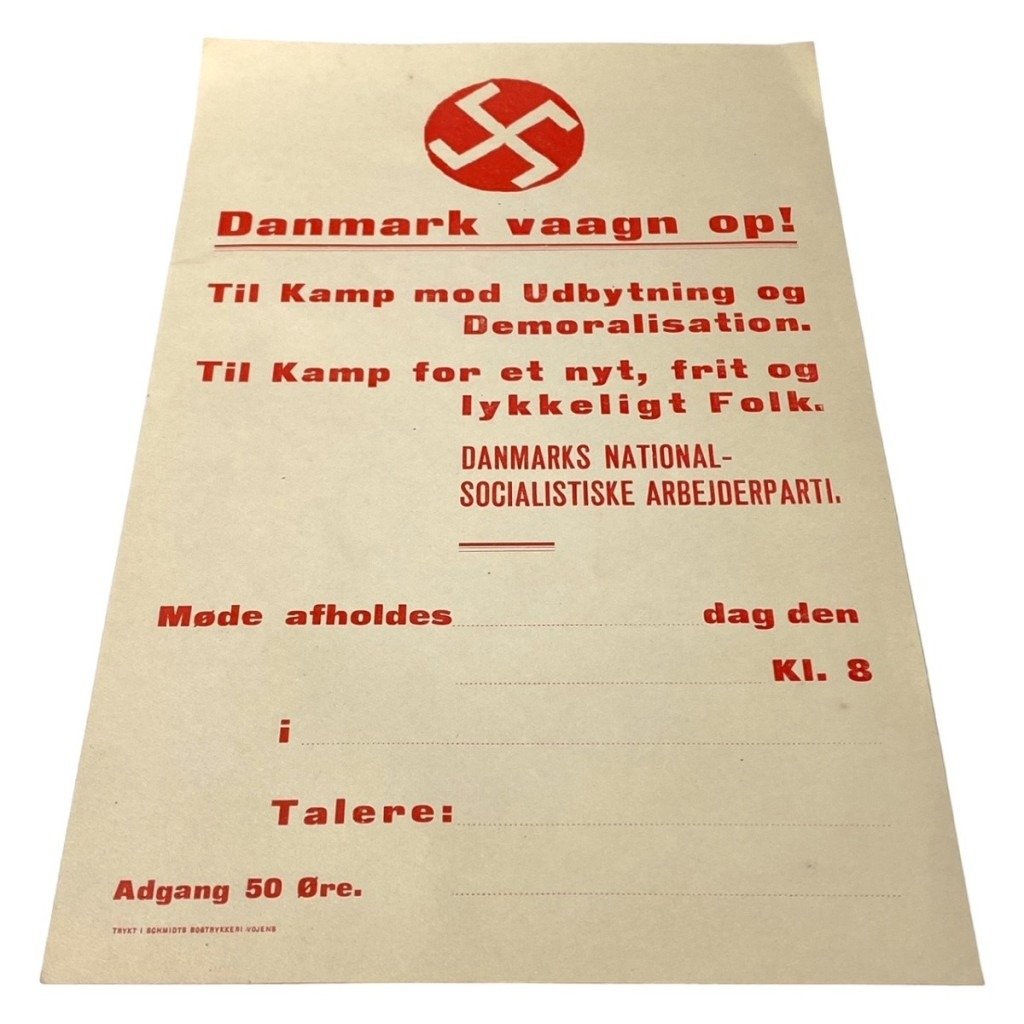 Danmark vaagn op!
Til Kamp mod Udbytning og
Demoralisation.
Til Kamp for et nyt, frit og
lykkeligt Folk.
DANMARKS NATIONAL-
SOCIALISTISKE ARBEJDERPARTI.
Møde afholdes dag den
Kl. 8
i
Talere:
Adgang 50 Øre.
TRYKT I SCHMIDTS BOGTRYKKERI VOJENS